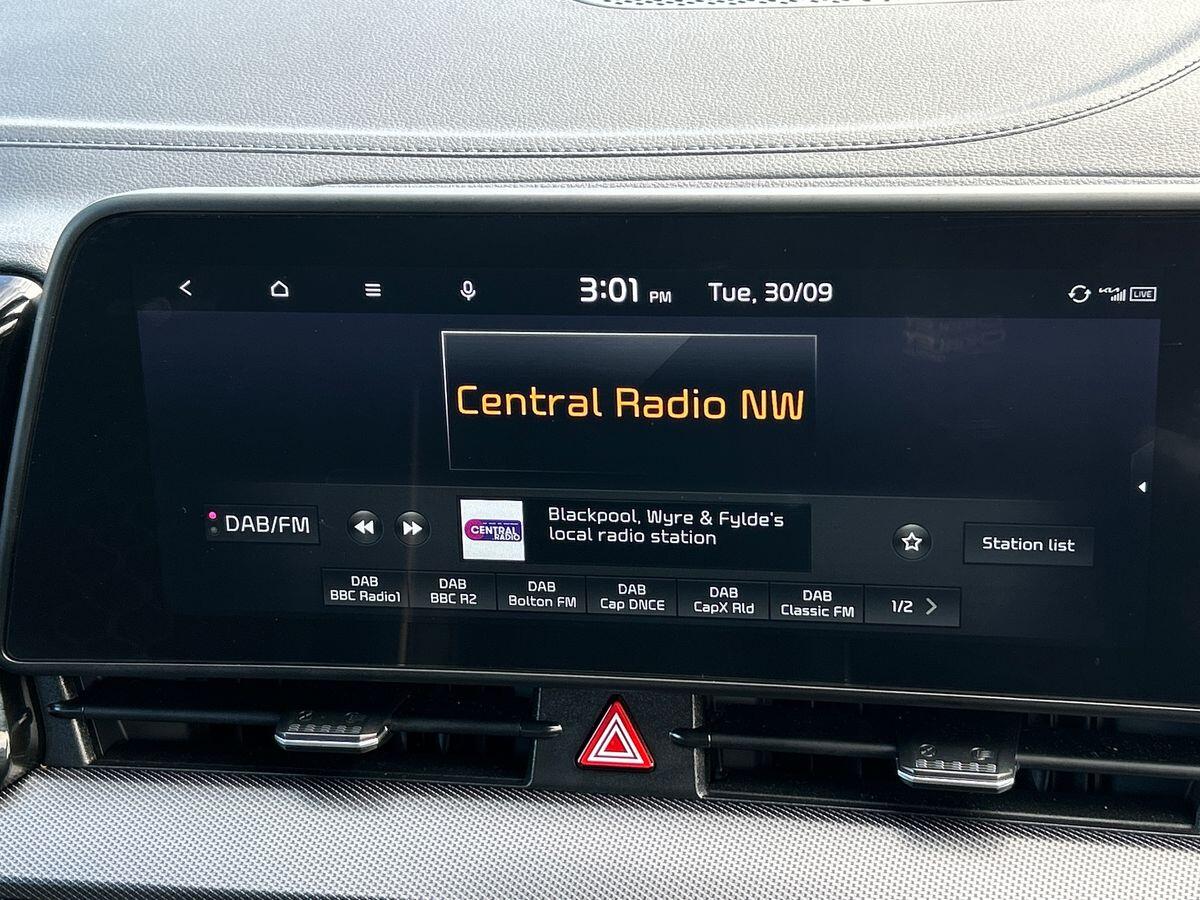 3:01 PM Tue, 30/09
LIVE
Central Radio NW
DAB/FM
CENTRAL
RADIO
Blackpool, Wyre & Fylde's
local radio station
Station list
DAB
BBC Radio1
DAB
BBC R2
DAB
Bolton FM
DAB
Cap DNCE
DAB
CapX Rld
DAB
Classic FM
1/2